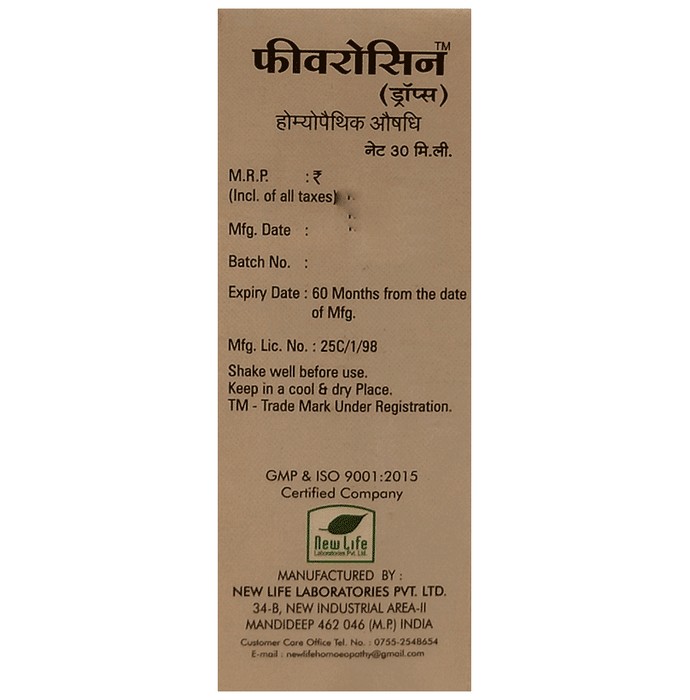 फीवरोसिन™
(ड्रॉप्स)
होम्योपैथिक औषधि
नेट 30 मि.ली.
M.R.P. : ₹
(Incl. of all taxes)
Mfg. Date :
Batch No. :
Expiry Date : 60 Months from the date
of Mfg.
Mfg. Lic. No. : 25C/1/98
Shake well before use.
Keep in a cool & dry Place.
TM - Trade Mark Under Registration.
GMP & ISO 9001:2015
Certified Company
New Life
Laboratories Pvt. Ltd.
MANUFACTURED BY :
NEW LIFE LABORATORIES PVT. LTD.
34-B, NEW INDUSTRIAL AREA-II
MANDIDEEP 462 046 (M.P.) INDIA
Customer Care Office Tel. No. : 0755-2548654
E-mail : newlifehomoeopathy@gmail.com